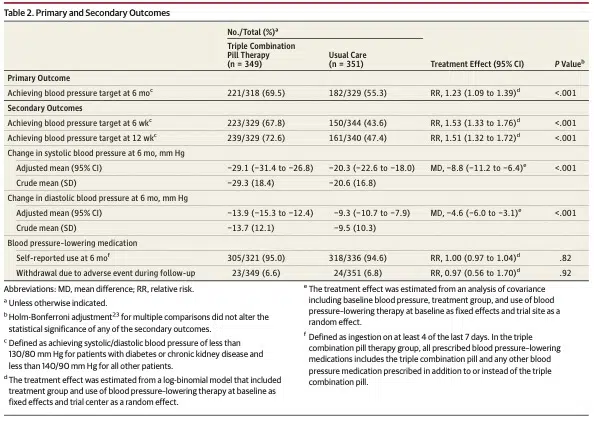 Table 2. Primary and Secondary Outcomes
No./Total (%)a
Triple Combination
Pill Therapy Usual Care
(n = 349) (n = 351) Treatment Effect (95% CI) P Valueb
Primary Outcome
Achieving blood pressure target at 6 moc 221/318 (69.5) 182/329 (55.3) RR, 1.23 (1.09 to 1.39)d <.001
Secondary Outcomes
Achieving blood pressure target at 6 wkc 223/329 (67.8) 150/344 (43.6) RR, 1.53 (1.33 to 1.76)d <.001
Achieving blood pressure target at 12 wkc 239/329 (72.6) 161/340 (47.4) RR, 1.51 (1.32 to 1.72)d <.001
Change in systolic blood pressure at 6 mo, mm Hg
Adjusted mean (95% CI) −29.1 (−31.4 to −26.8) −20.3 (−22.6 to −18.0) MD, −8.8 (−11.2 to −6.4)e <.001
Crude mean (SD) −29.3 (18.4) −20.6 (16.8)
Change in diastolic blood pressure at 6 mo, mm Hg
Adjusted mean (95% CI) −13.9 (−15.3 to −12.4) −9.3 (−10.7 to −7.9) MD, −4.6 (−6.0 to −3.1)e <.001
Crude mean (SD) −13.7 (12.1) −9.5 (10.3)
Blood pressure–lowering medication
Self-reported use at 6 mof 305/321 (95.0) 318/336 (94.6) RR, 1.00 (0.97 to 1.04)d .82
Withdrawal due to adverse event during follow-up 23/349 (6.6) 24/351 (6.8) RR, 0.97 (0.56 to 1.70)d .92
Abbreviations: MD, mean difference; RR, relative risk.
a Unless otherwise indicated.
b Holm-Bonferroni adjustment23 for multiple comparisons did not alter the
statistical significance of any of the secondary outcomes.
c Defined as achieving systolic/diastolic blood pressure of less than
130/80 mm Hg for patients with diabetes or chronic kidney disease and
less than 140/90 mm Hg for all other patients.
d The treatment effect was estimated from a log-binomial model that included
treatment group and use of blood pressure–lowering therapy at baseline as
fixed effects and trial center as a random effect.
e The treatment effect was estimated from an analysis of covariance
including baseline blood pressure, treatment group, and use of blood
pressure–lowering therapy at baseline as fixed effects and trial site as a
random effect.
f Defined as ingestion on at least 4 of the last 7 days. In the triple
combination pill therapy group, all prescribed blood pressure–lowering
medications includes the triple combination pill and any other blood
pressure medication prescribed in addition to or instead of the triple
combination pill.